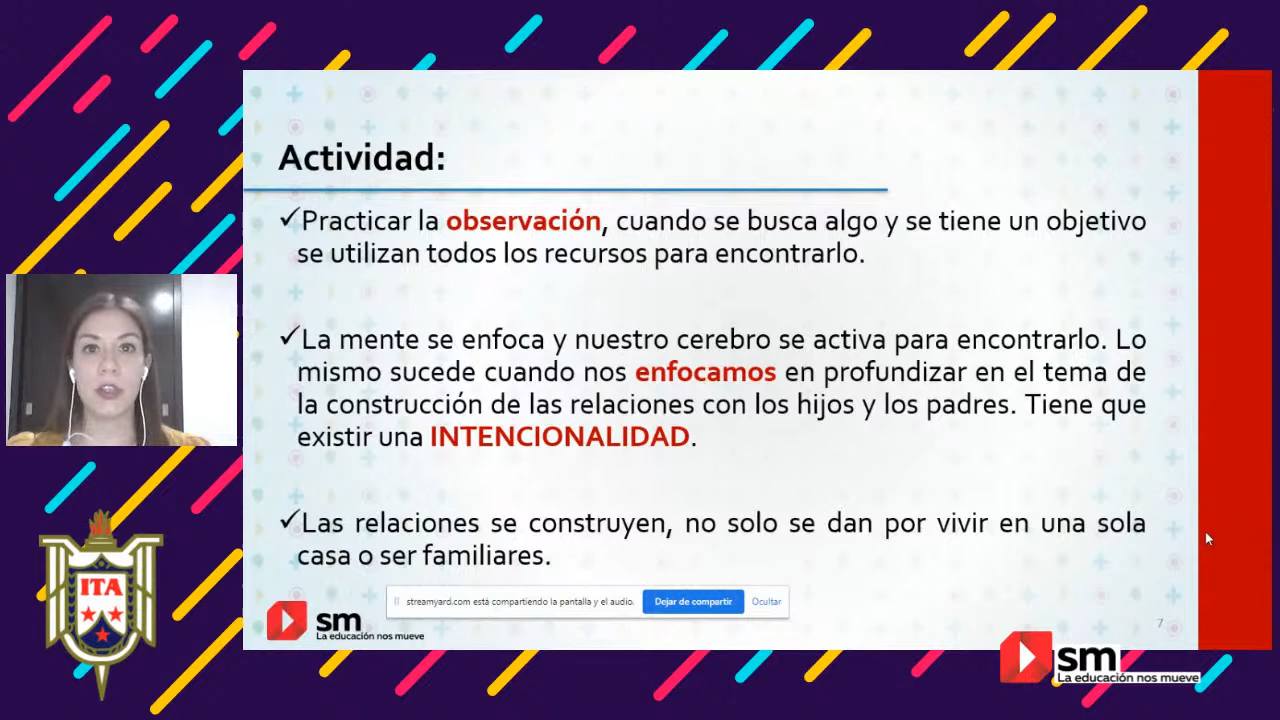 Actividad:
✓Practicar la observación, cuando se busca algo y se tiene un objetivo
se utilizan todos los recursos para encontrarlo.
✓La mente se enfoca y nuestro cerebro se activa para encontrarlo. Lo
mismo sucede cuando nos enfocamos en profundizar en el tema de
la construcción de las relaciones con los hijos y los padres. Tiene que
existir una INTENCIONALIDAD.
✓Las relaciones se construyen, no solo se dan por vivir en una sola
casa o ser familiares.
streamyard.com está compartiendo la pantalla y el audio. Dejar de compartir Ocultar
sm
La educación nos mueve
7
ITA
sm
La educación nos mueve